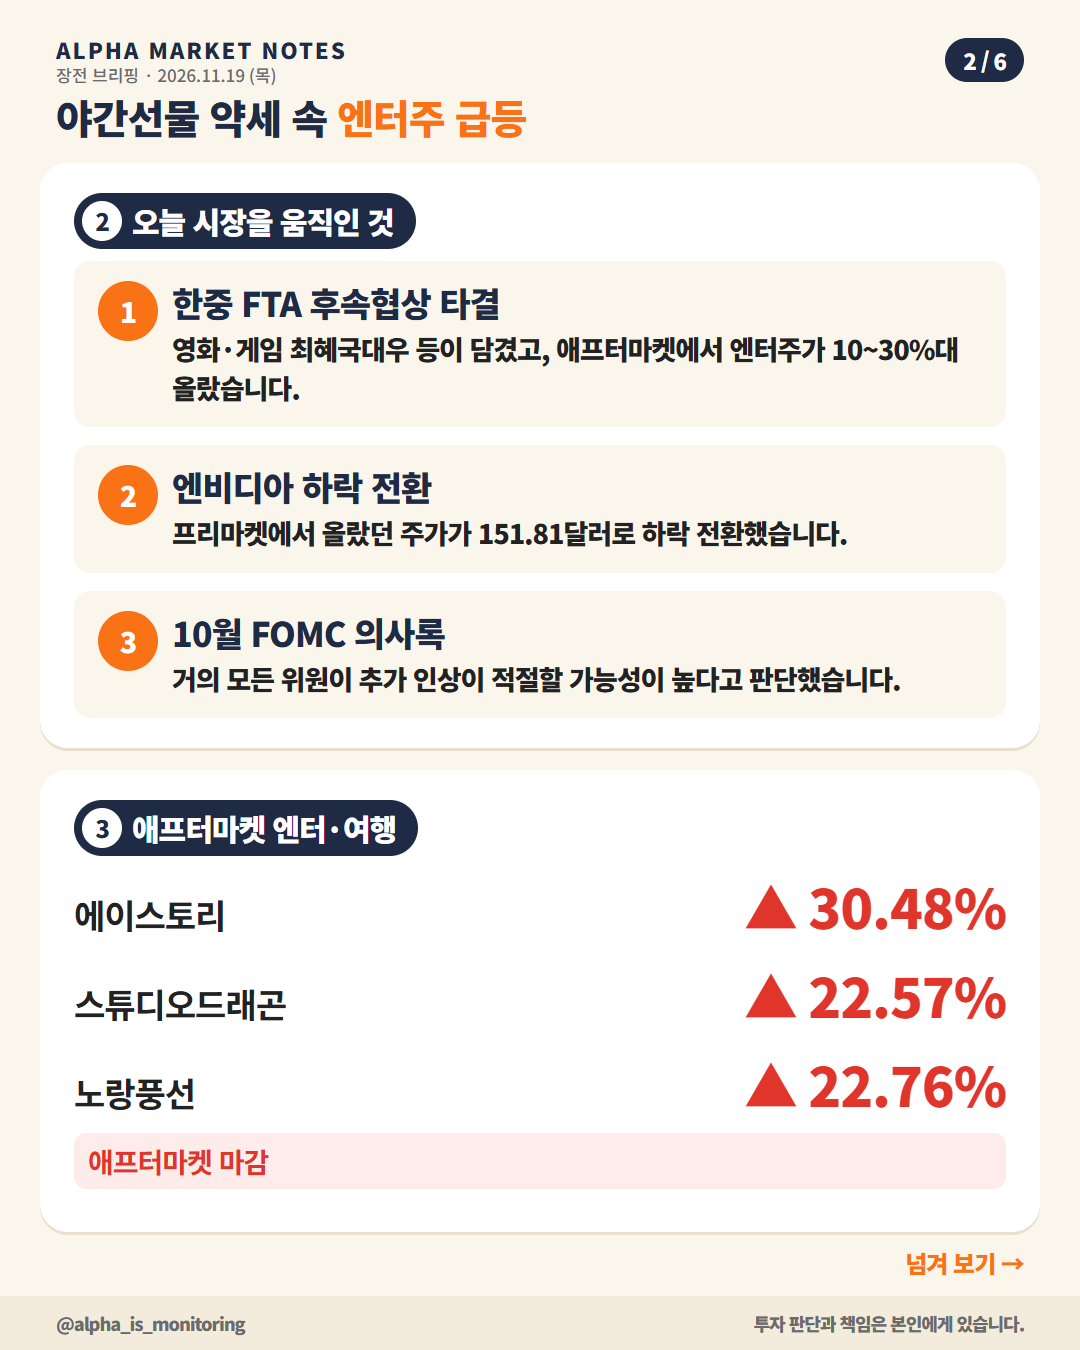 ALPHA MARKET NOTES
2/6
장전 브리핑 · 2026.11.19 (목)
야간선물 약세 속 엔터주 급등
2 오늘 시장을 움직인 것
1 한중 FTA 후속협상 타결
영화·게임 최혜국대우 등이 담겼고, 애프터마켓에서 엔터주가 10~30%대
올랐습니다.
2 엔비디아 하락 전환
프리마켓에서 올랐던 주가가 151.81달러로 하락 전환했습니다.
3 10월 FOMC 의사록
거의 모든 위원이 추가 인상이 적절할 가능성이 높다고 판단했습니다.
3 애프터마켓 엔터·여행
에이스토리 ▲ 30.48%
스튜디오드래곤 ▲ 22.57%
노랑풍선 ▲ 22.76%
애프터마켓 마감
넘겨 보기 →
@alpha_is_monitoring
투자 판단과 책임은 본인에게 있습니다.